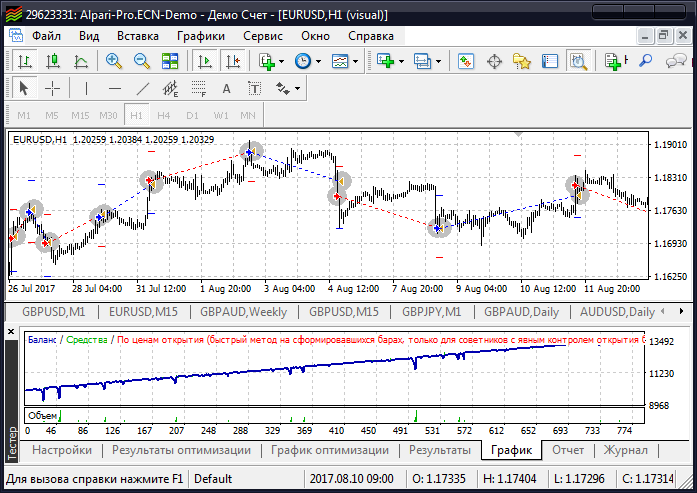 29623331: Alpari-Pro.ECN-Demo - Демо Счет - [EURUSD,H1 (visual)]
Файл Вид Вставка Графики Сервис Окно Справка
A T
M1 M5 M15 M30 H1 H4 D1 W1 MN
EURUSD,H1 1.20259 1.20384 1.20259 1.20329
1.19010
1.18310
1.17630
1.16930
1.16250
26 Jul 2017 28 Jul 04:00 31 Jul 12:00 1 Aug 20:00 3 Aug 04:00 4 Aug 12:00 7 Aug 20:00 9 Aug 04:00 10 Aug 12:00 11 Aug 20:00
GBPUSD,M1 EURUSD,M15 GBPAUD,Weekly GBPUSD,M15 GBPJPY,M1 GBPAUD,Daily AUDUSD,Daily
Баланс / Средства / По ценам открытия (быстрый метод на сформировавшихся барах, только для советников с явным контролем открытия б
13492
11230
8968
Объем
0 46 86 127 167 207 248 288 329 369 410 450 491 531 572 612 652 693 733 774
Тестер
Настройки Результаты оптимизации График оптимизации Результаты График Отчет Журнал
Для вызова справки нажмите F1 Default 2017.08.10 09:00 O: 1.17335 H: 1.17404 L: 1.17296 C: 1.17314